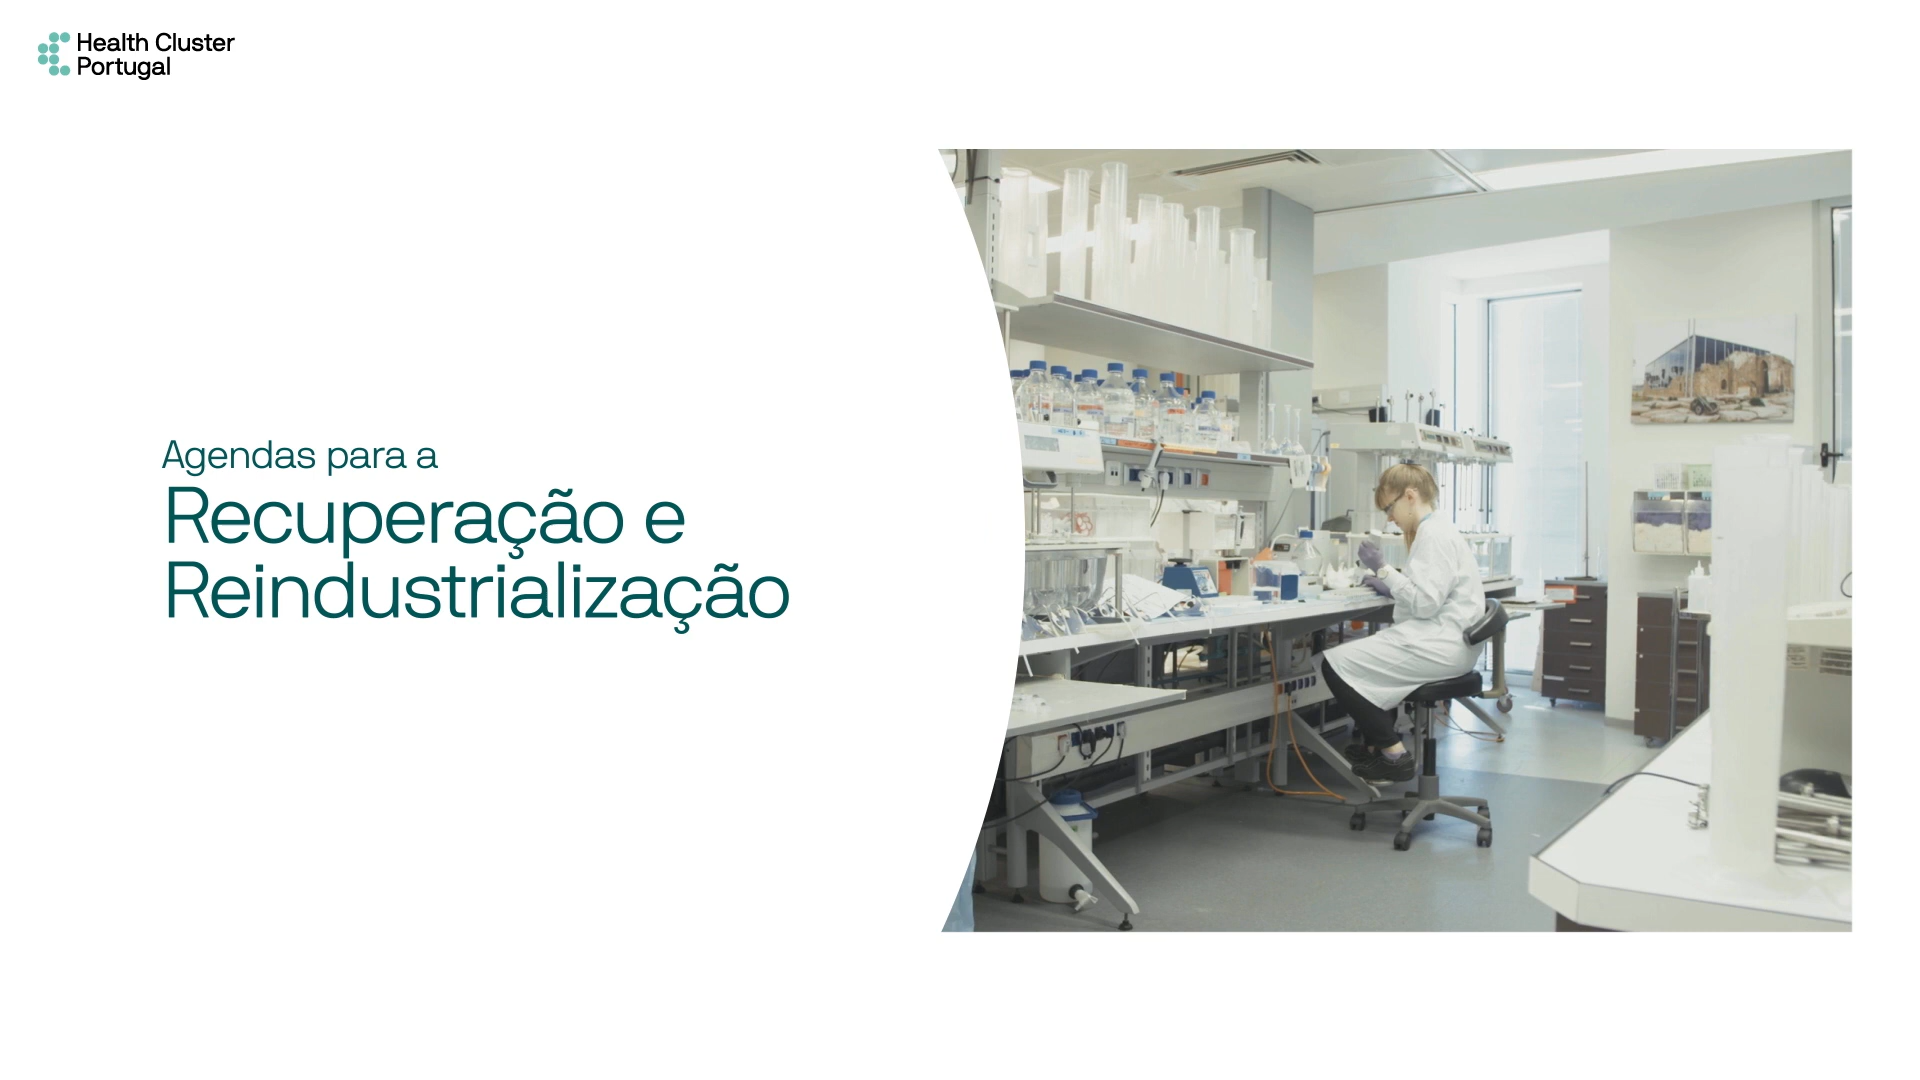 Health Cluster
Portugal
Agendas para a
Recuperação e
Reindustrialização